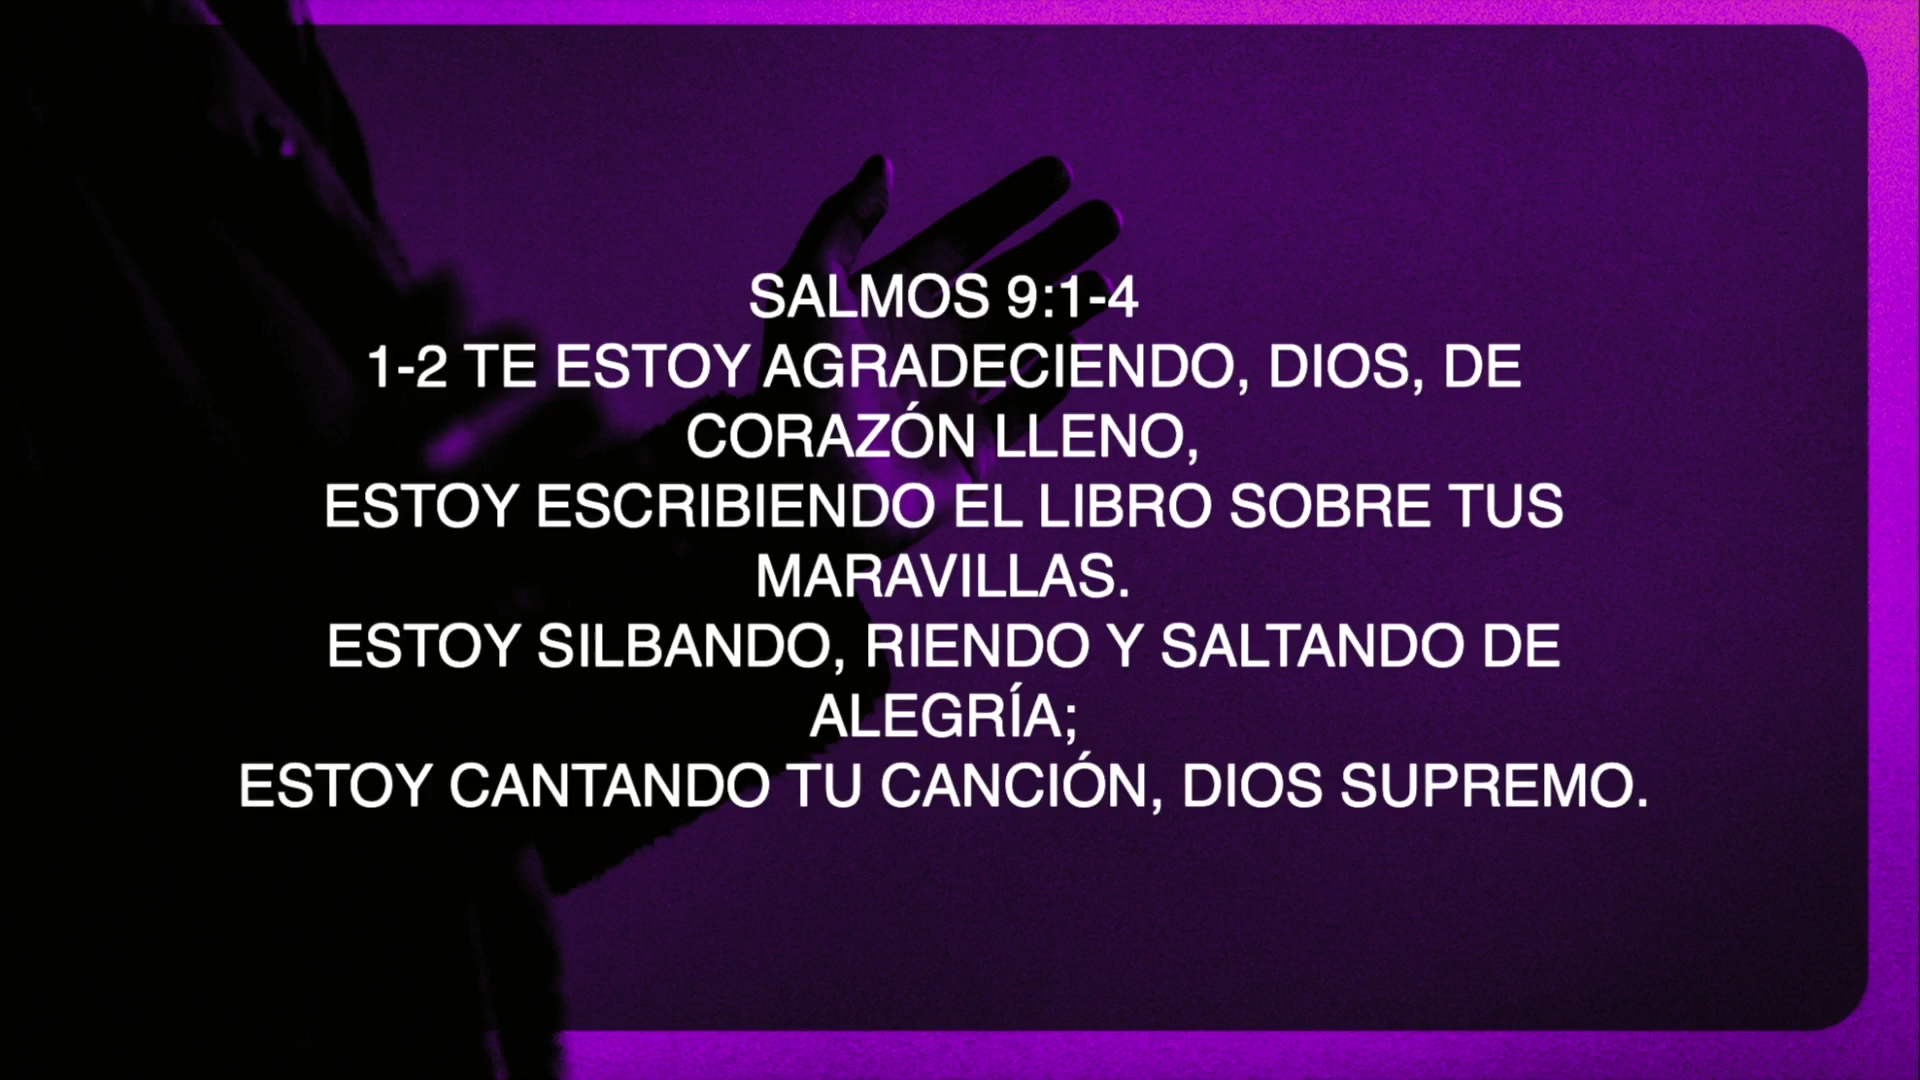 SALMOS 9:1-4
1-2 TE ESTOY AGRADECIENDO, DIOS, DE
CORAZÓN LLENO,
ESTOY ESCRIBIENDO EL LIBRO SOBRE TUS
MARAVILLAS.
ESTOY SILBANDO, RIENDO Y SALTANDO DE
ALEGRÍA;
ESTOY CANTANDO TU CANCIÓN, DIOS SUPREMO.